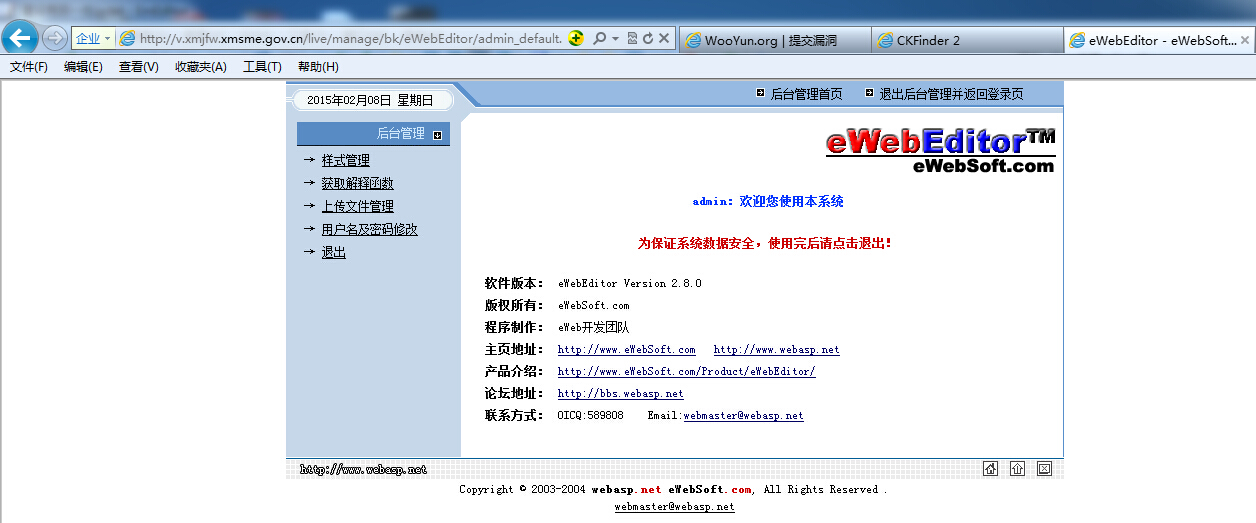 企业 http://v.xmjfw.xmsme.gov.cn/live/manage/bk/eWebEditor/admin_default. WooYun.org | 提交漏洞 CKFinder 2 eWebEditor - eWebSoft...
文件(F) 编辑(E) 查看(V) 收藏夹(A) 工具(T) 帮助(H)
2015年02月08日 星期日 后台管理首页 退出后台管理并返回登录页
后台管理
样式管理
获取解释函数
上传文件管理
用户名及密码修改
退出
eWebEditor™
eWebSoft.com
admin：欢迎您使用本系统
为保证系统数据安全，使用完后请点击退出！
软件版本： eWebEditor Version 2.8.0
版权所有： eWebSoft.com
程序制作： eWeb开发团队
主页地址： http://www.eWebSoft.com http://www.webasp.net
产品介绍： http://www.eWebSoft.com/Product/eWebEditor/
论坛地址： http://bbs.webasp.net
联系方式： OICQ:589808 Email:webmaster@webasp.net
http://www.webasp.net
Copyright © 2003-2004 webasp.net eWebSoft.com, All Rights Reserved .
webmaster@webasp.net